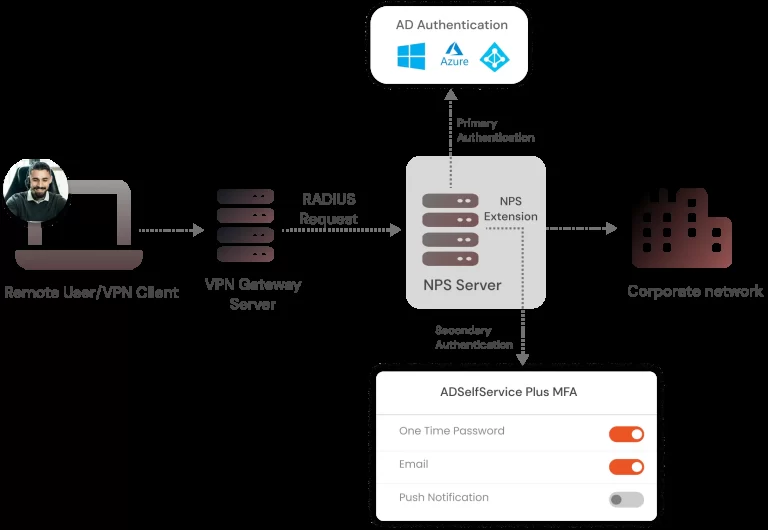 AD Authentication
Azure
Primary
Authentication
RADIUS
Request
NPS
Extension
VPN Gateway
Server
NPS Server
Remote User/VPN Client
Corporate network
Secondary
Authentication
ADSelfService Plus MFA
One Time Password
Email
Push Notification